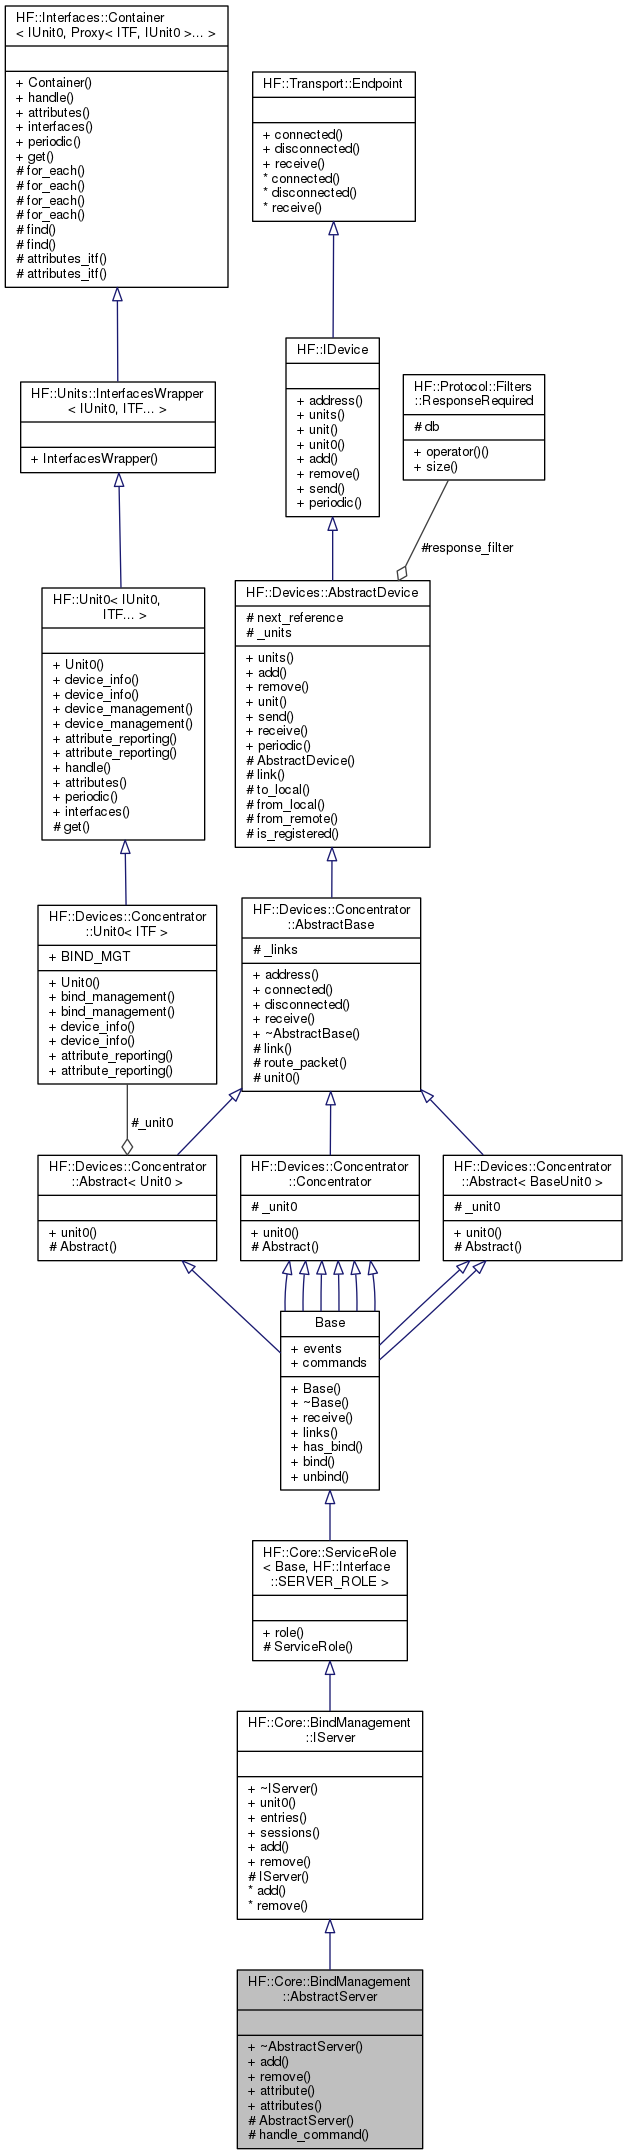 HF::Interfaces::Container
< IUnit0, Proxy< ITF, IUnit0 >... >
+ Container()
+ handle()
+ attributes()
+ interfaces()
+ periodic()
+ get()
# for_each()
# for_each()
# for_each()
# for_each()
# find()
# find()
# attributes_itf()
# attributes_itf()
HF::Transport::Endpoint
+ connected()
+ disconnected()
+ receive()
* connected()
* disconnected()
* receive()
HF::Units::InterfacesWrapper
< IUnit0, ITF... >
+ InterfacesWrapper()
HF::IDevice
+ address()
+ units()
+ unit()
+ unit0()
+ add()
+ remove()
+ send()
+ periodic()
HF::Protocol::Filters
::ResponseRequired
# db
+ operator()()
+ size()
#response_filter
HF::Unit0< IUnit0,
ITF... >
+ Unit0()
+ device_info()
+ device_info()
+ device_management()
+ device_management()
+ attribute_reporting()
+ attribute_reporting()
+ handle()
+ attributes()
+ periodic()
+ interfaces()
# get()
HF::Devices::AbstractDevice
# next_reference
# _units
+ units()
+ add()
+ remove()
+ unit()
+ send()
+ receive()
+ periodic()
# AbstractDevice()
# link()
# to_local()
# from_local()
# from_remote()
# is_registered()
HF::Devices::Concentrator
::Unit0< ITF >
+ BIND_MGT
+ Unit0()
+ bind_management()
+ bind_management()
+ device_info()
+ device_info()
+ attribute_reporting()
+ attribute_reporting()
HF::Devices::Concentrator
::AbstractBase
# _links
+ address()
+ connected()
+ disconnected()
+ receive()
+ ~AbstractBase()
# link()
# route_packet()
# unit0()
#_unit0
HF::Devices::Concentrator
::Abstract< Unit0 >
+ unit0()
# Abstract()
HF::Devices::Concentrator
::Concentrator
# _unit0
+ unit0()
# Abstract()
HF::Devices::Concentrator
::Abstract< BaseUnit0 >
# _unit0
+ unit0()
# Abstract()
Base
+ events
+ commands
+ Base()
+ ~Base()
+ receive()
+ links()
+ has_bind()
+ bind()
+ unbind()
HF::Core::ServiceRole
< Base, HF::Interface
::SERVER_ROLE >
+ role()
# ServiceRole()
HF::Core::BindManagement
::IServer
+ ~IServer()
+ unit0()
+ entries()
+ sessions()
+ add()
+ remove()
# IServer()
* add()
* remove()
HF::Core::BindManagement
::AbstractServer
+ ~AbstractServer()
+ add()
+ remove()
+ attribute()
+ attributes()
# AbstractServer()
# handle_command()